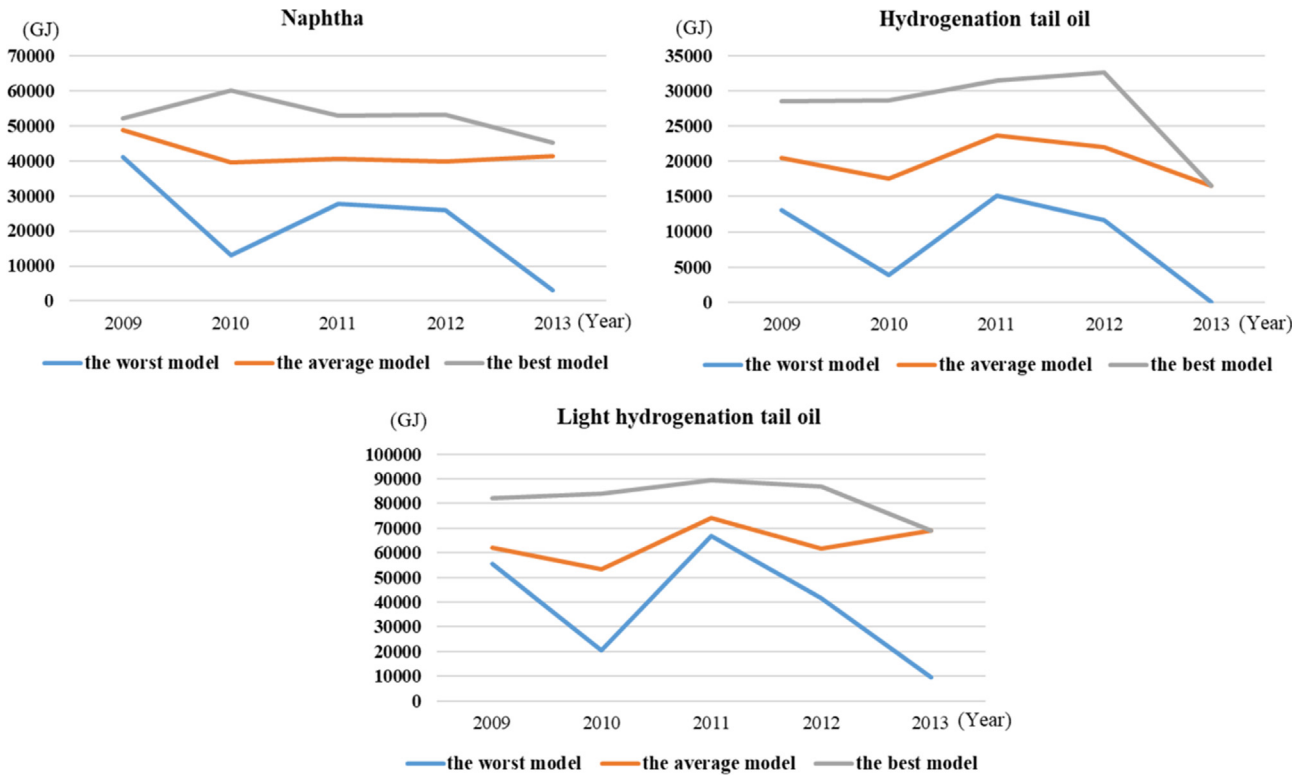 Naphtha
(GJ)
70000
60000
50000
40000
30000
20000
10000
0
2009 2010 2011 2012 2013 (Year)
the worst model the average model the best model
Hydrogenation tail oil
(GJ)
35000
30000
25000
20000
15000
10000
5000
0
2009 2010 2011 2012 2013 (Year)
the worst model the average model the best model
Light hydrogenation tail oil
(GJ)
100000
90000
80000
70000
60000
50000
40000
30000
20000
10000
0
2009 2010 2011 2012 2013 (Year)
the worst model the average model the best model